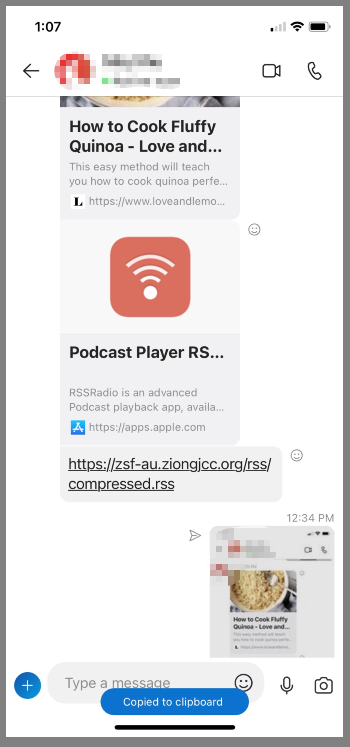 1:07
How to Cook Fluffy
Quinoa - Love and...
This easy method will teach
you how to cook quinoa perfe...
L https://www.loveandlemo...
Podcast Player RS...
RSSRadio is an advanced
Podcast playback app, availa...
https://apps.apple.com
https://zsf-au.ziongjcc.org/rss/
compressed.rss
12:34 PM
How to Cook Fluffy
Quinoa - Love and...
This easy method will teach
you how to cook quinoa perfe...
L https://www.loveandlemo...
Type a message
Copied to clipboard